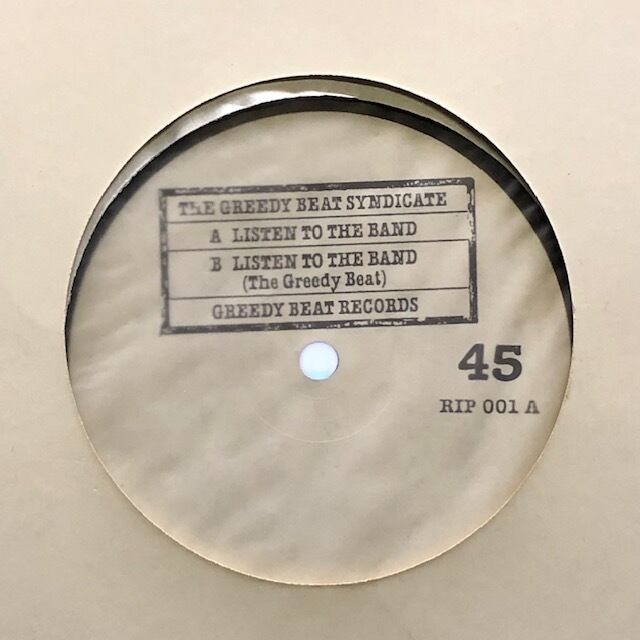 THE GREEDY BEAT SYNDICATE
A LISTEN TO THE BAND
B LISTEN TO THE BAND
(The Greedy Beat)
GREEDY BEAT RECORDS
45
RIP 001 A